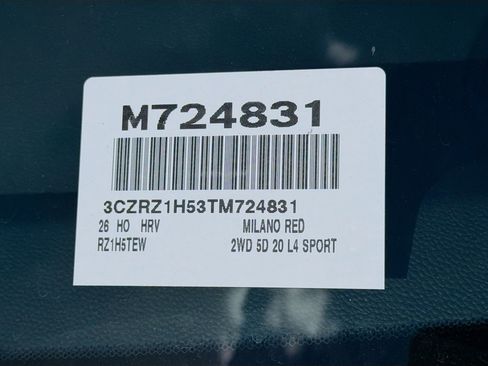 M724831
3CZRZ1H53TM724831
26 HO HRV MILANO RED
RZ1H5TEW 2WD 5D 20 L4 SPORT